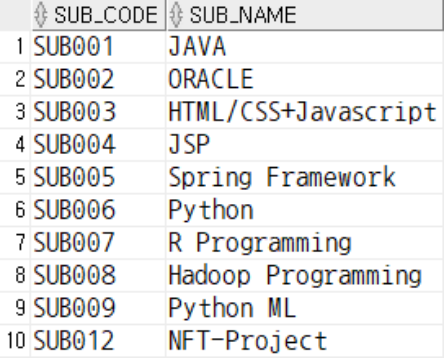 SUB_CODE SUB_NAME
1 SUB001 JAVA
2 SUB002 ORACLE
3 SUB003 HTML/CSS+Javascript
4 SUB004 JSP
5 SUB005 Spring Framework
6 SUB006 Python
7 SUB007 R Programming
8 SUB008 Hadoop Programming
9 SUB009 Python ML
10 SUB012 NFT-Project